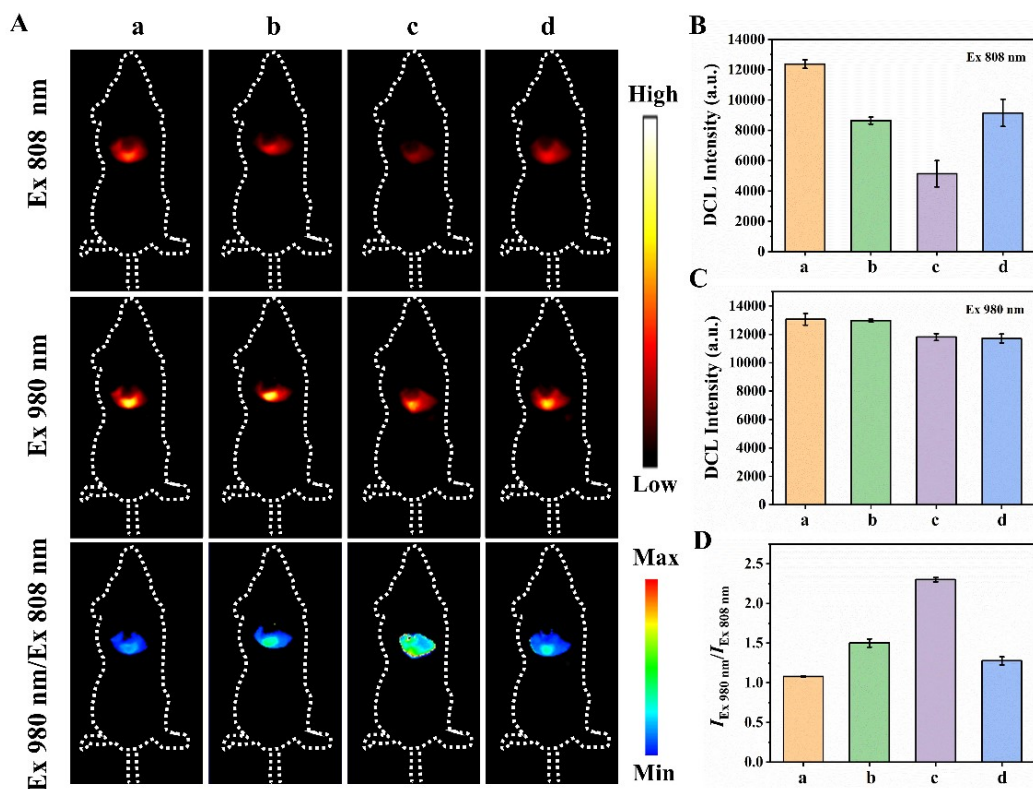 A
a b c d
Ex 808 nm
Ex 980 nm
Ex 980 nm/Ex 808 nm
High
Low
Max
Min
B
Ex 808 nm
DCL Intensity (a.u.)
14000
12000
10000
8000
6000
4000
2000
0
a b c d
C
Ex 980 nm
DCL Intensity (a.u.)
14000
12000
10000
8000
6000
4000
2000
0
a b c d
D
I Ex 980 nm/I Ex 808 nm
2.5
2.0
1.5
1.0
0.5
0.0
a b c d